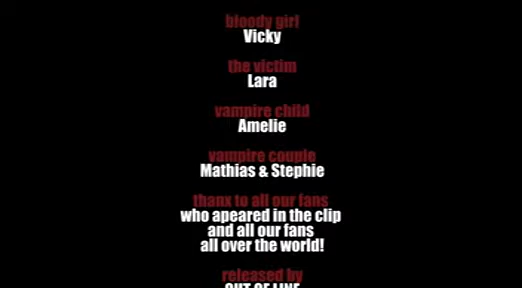 bloody girl
Vicky
the victim
Lara
vampire child
Amelie
vampire couple
Mathias & Stephie
thanx to all our fans
who apeared in the clip
and all our fans
all over the world!
released by
OUT OF LINE